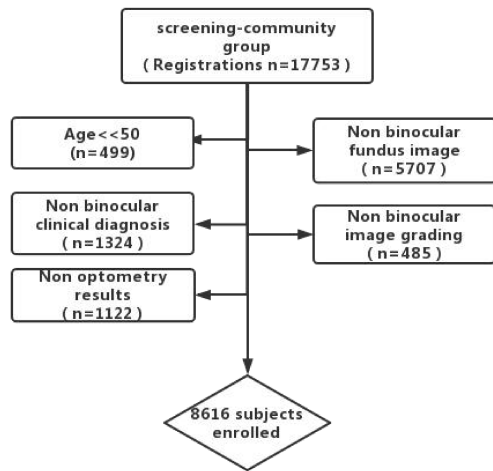 screening-community
group
( Registrations n=17753 )
Age<<50
(n=499)
Non binocular
fundus image
( n=5707 )
Non binocular
clinical diagnosis
( n=1324 )
Non binocular
image grading
( n=485 )
Non optometry
results
( n=1122 )
8616 subjects
enrolled